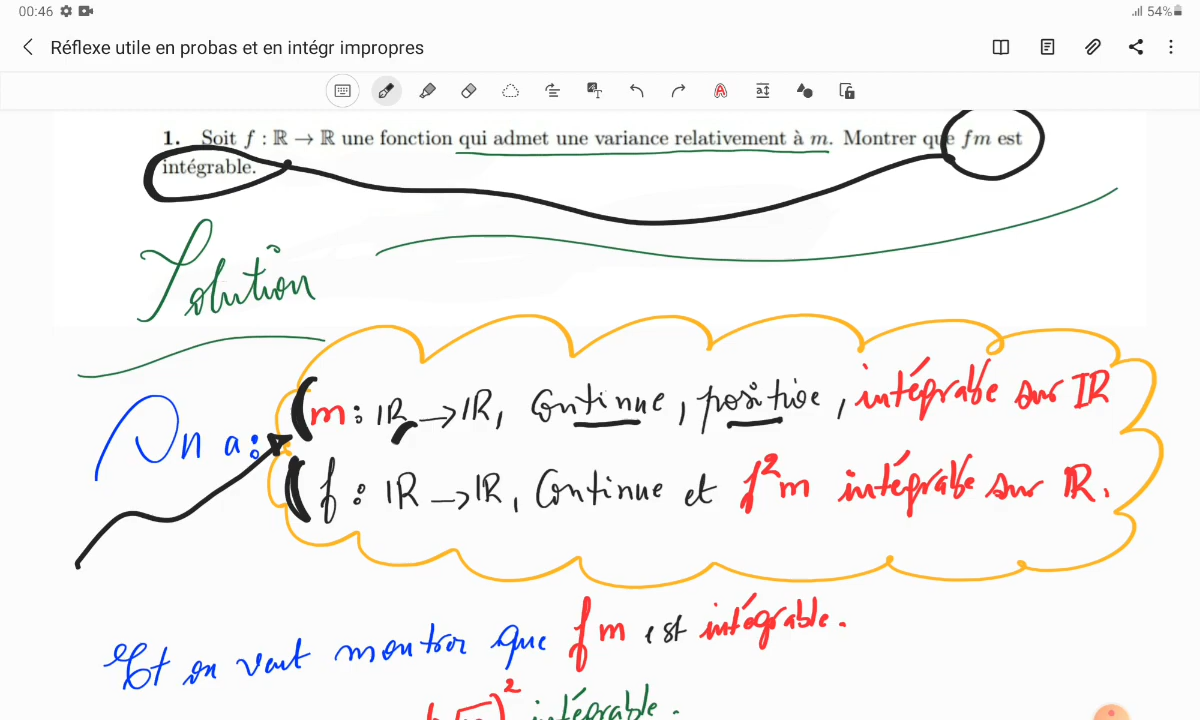 00:46 54%
Réflexe utile en probas et en intégr impropres
1. Soit f : ℝ → ℝ une fonction qui admet une variance relativement à m. Montrer que fm est
intégrable.
Solution
On a :
m : IR → IR, Continue, positive, intégrable sur IR
f : IR → IR, Continue et f²m intégrable sur IR.
Et on veut montrer que fm est intégrable.
)² intégrable.